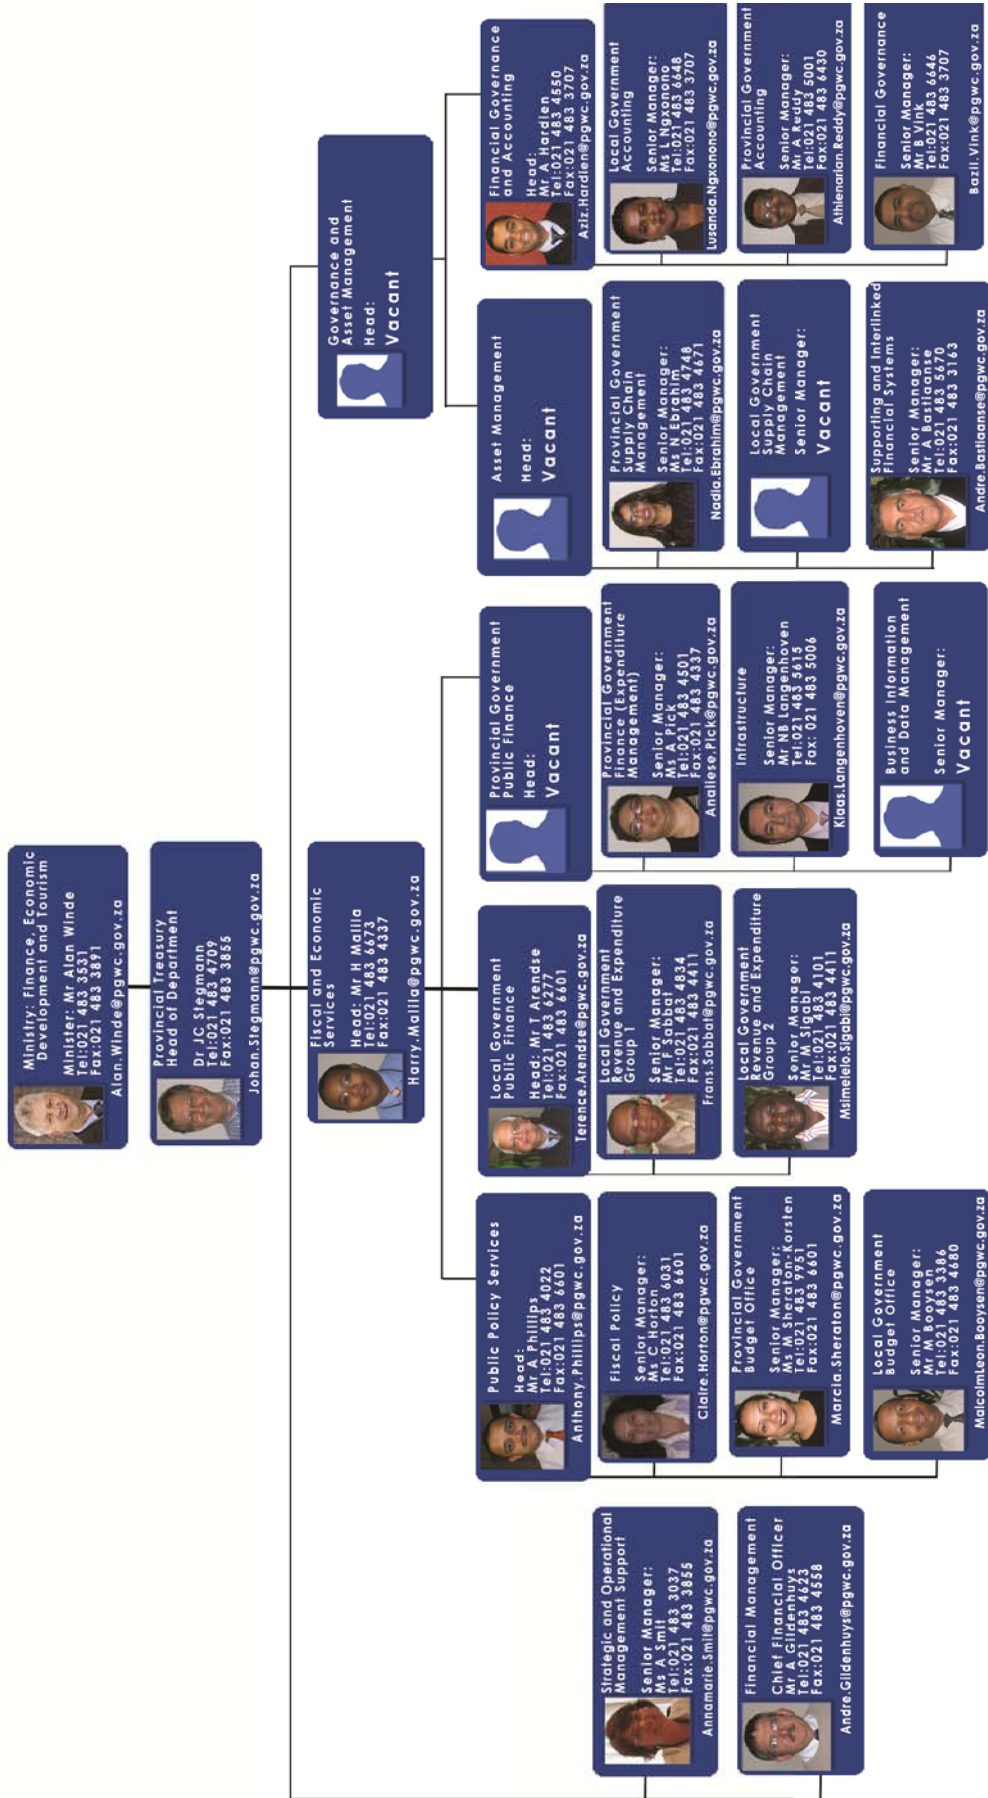 Ministry: Finance, Economic
Development and Tourism
Minister: Mr Alan Winde
Tel:021 483 3531
Fax:021 483 3891
Alan.Winde@pgwc.gov.za
Provincial Treasury
Head of Department
Dr JC Stegmann
Tel:021 483 4709
Fax:021 483 3855
Johan.Stegmann@pgwc.gov.za
Fiscal and Economic
Services
Head: Mr H Malila
Tel:021 483 6673
Fax:021 483 4337
Harry.Malila@pgwc.gov.za
Governance and
Asset Management
Head:
Vacant
Strategic and Operational
Management Support
Senior Manager:
Ms A Smit
Tel:021 483 3037
Fax:021 483 3855
Annamarie.Smit@pgwc.gov.za
Financial Management
Chief Financial Officer
Mr A Gildenhuys
Tel:021 483 4623
Fax:021 483 4558
Andre.Gildenhuys@pgwc.gov.za
Public Policy Services
Head:
Mr A Phillips
Tel:021 483 4022
Fax:021 483 6601
Anthony.Phillips@pgwc.gov.za
Fiscal Policy
Senior Manager:
Ms C Horton
Tel:021 483 6031
Fax:021 483 6601
Claire.Horton@pgwc.gov.za
Provincial Government
Budget Office
Senior Manager:
Ms M Sheraton-Korsten
Tel:021 483 9951
Fax:021 483 6601
Marcia.Sheraton@pgwc.gov.za
Local Government
Budget Office
Senior Manager:
Mr M Booysen
Tel:021 483 3386
Fax:021 483 4680
MalcolmLeon.Booysen@pgwc.gov.za
Local Government
Public Finance
Head: Mr T Arendse
Tel:021 483 6277
Fax:021 483 6601
Terence.Arendse@pgwc.gov.za
Local Government
Revenue and Expenditure
Group 1
Senior Manager:
Mr F Sabbat
Tel:021 483 4834
Fax:021 483 4411
Frans.Sabbat@pgwc.gov.za
Local Government
Revenue and Expenditure
Group 2
Senior Manager:
Mr M Sigabi
Tel:021 483 4101
Fax:021 483 4411
Msimelelo.Sigabi@pgwc.gov.za
Provincial Government
Public Finance
Head:
Vacant
Provincial Government
Finance (Expenditure
Management)
Senior Manager:
Ms A Pick
Tel:021 483 4501
Fax:021 483 4337
Analiese.Pick@pgwc.gov.za
Infrastructure
Senior Manager:
Mr NB Langenhoven
Tel:021 483 5615
Fax: 021 483 5006
Klaas.Langenhoven@pgwc.gov.za
Business Information
and Data Management
Senior Manager:
Vacant
Asset Management
Head:
Vacant
Provincial Government
Supply Chain
Management
Senior Manager:
Ms N Ebrahim
Tel:021 483 4748
Fax:021 483 4671
Nadia.Ebrahim@pgwc.gov.za
Local Government
Supply Chain
Management
Senior Manager:
Vacant
Supporting and Interlinked
Financial Systems
Senior Manager:
Mr A Bastiaanse
Tel:021 483 5670
Fax:021 483 3163
Andre.Bastiaanse@pgwc.gov.za
Financial Governance
and Accounting
Head:
Mr A Hardien
Tel:021 483 4550
Fax:021 483 3707
Aziz.Hardien@pgwc.gov.za
Local Government
Accounting
Senior Manager:
Ms L Ngxonono
Tel:021 483 6648
Fax:021 483 3707
Lusanda.Ngxonono@pgwc.gov.za
Provincial Government
Accounting
Senior Manager:
Mr A Reddy
Tel:021 483 5001
Fax:021 483 6430
Athienarian.Reddy@pgwc.gov.za
Financial Governance
Senior Manager:
Mr B Vink
Tel:021 483 6646
Fax:021 483 3707
Bazil.Vink@pgwc.gov.za